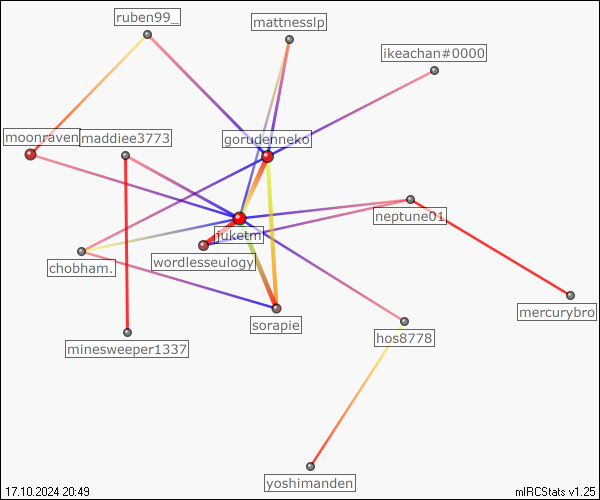 ruben99_
mattnesslp
ikeachan#0000
moonraven
maddiee3773
gorudenneko
neptune01
juketm
wordlesseulogy
chobham.
mercurybro
sorapie
hos8778
minesweeper1337
yoshimanden
17.10.2024 20:49
mIRCStats v1.25